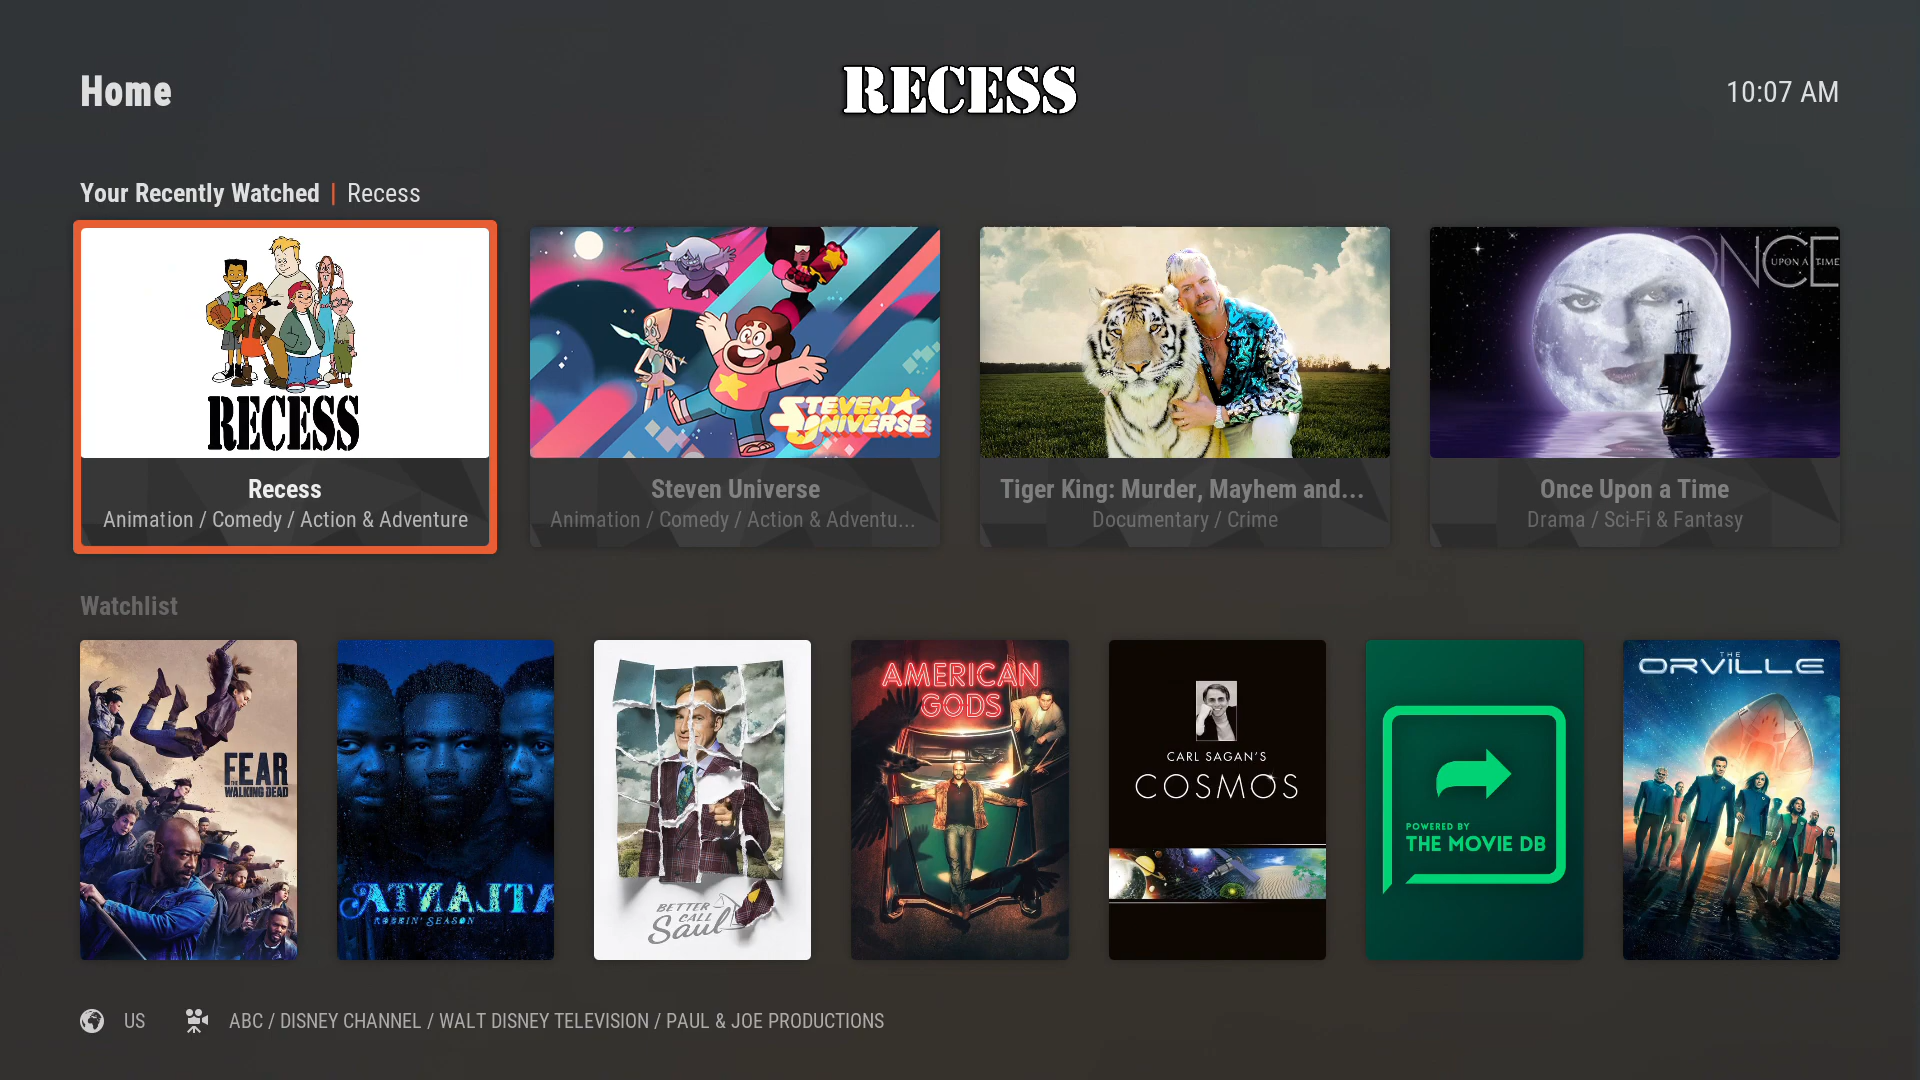 Home
RECESS
10:07 AM
Your Recently Watched | Recess
RECESS
STEVEN
UNIVERSE
ONCE
UPON A TIME
Recess
Animation / Comedy / Action & Adventure
Steven Universe
Animation / Comedy / Action & Adventu...
Tiger King: Murder, Mayhem and...
Documentary / Crime
Once Upon a Time
Drama / Sci-Fi & Fantasy
Watchlist
FEAR
THE
WALKING DEAD
ATLANTA
ROBBIN' SEASON
BETTER
CALL
Saul
AMERICAN
GODS
CARL SAGAN'S
COSMOS
POWERED BY
THE MOVIE DB
THE
ORVILLE
US
ABC / DISNEY CHANNEL / WALT DISNEY TELEVISION / PAUL & JOE PRODUCTIONS